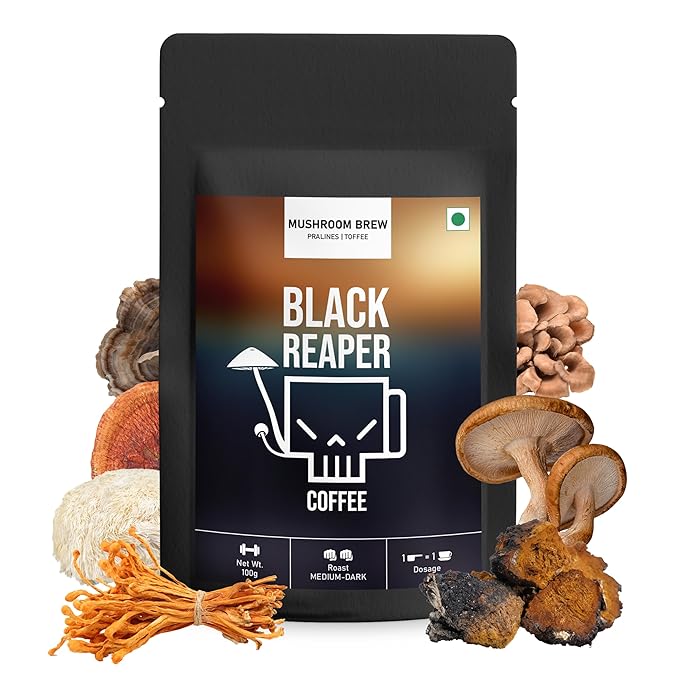 MUSHROOM BREW
PRALINES | TOFFEE
BLACK
REAPER
COFFEE
Net Wt.
100g
Roast
MEDIUM-DARK
1 = 1
Dosage